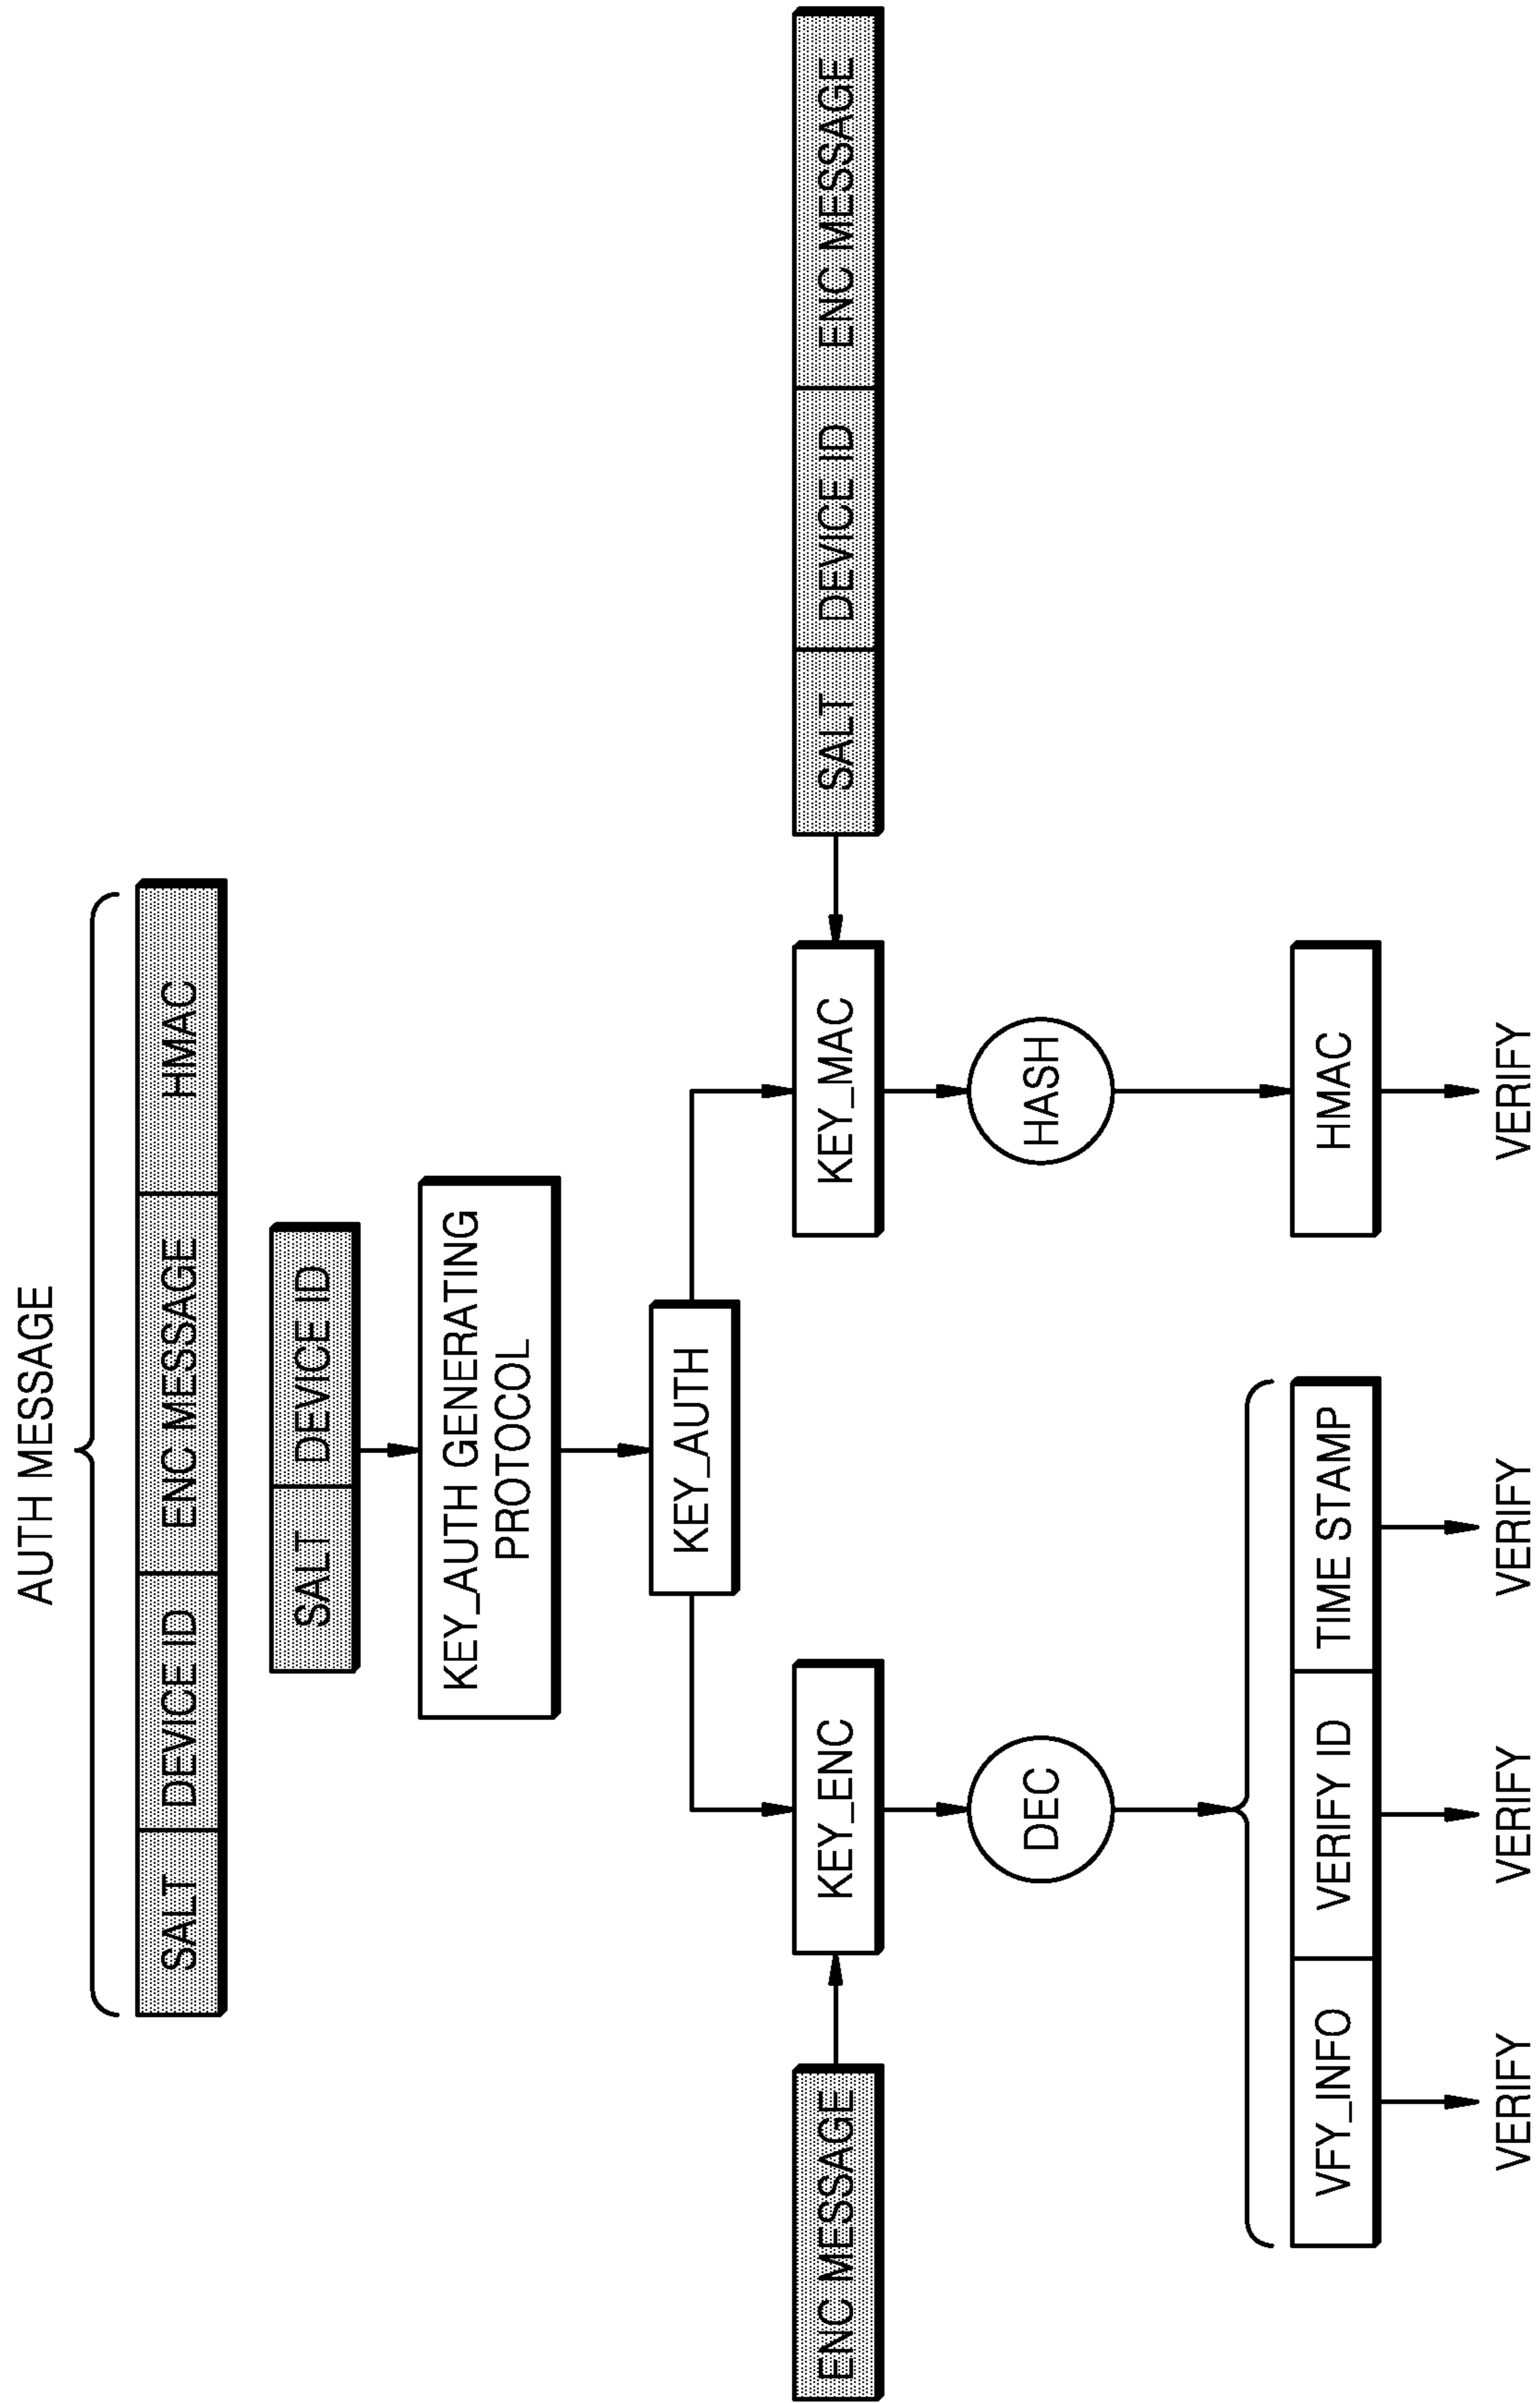 AUTH MESSAGE
SALT DEVICE ID ENC MESSAGE HMAC
SALT DEVICE ID
KEY_AUTH GENERATING
PROTOCOL
KEY_AUTH
ENC MESSAGE
KEY_ENC
KEY_MAC
SALT DEVICE ID ENC MESSAGE
DEC
HASH
VFY_INFO VERIFY ID TIME STAMP
HMAC
VERIFY
VERIFY
VERIFY
VERIFY